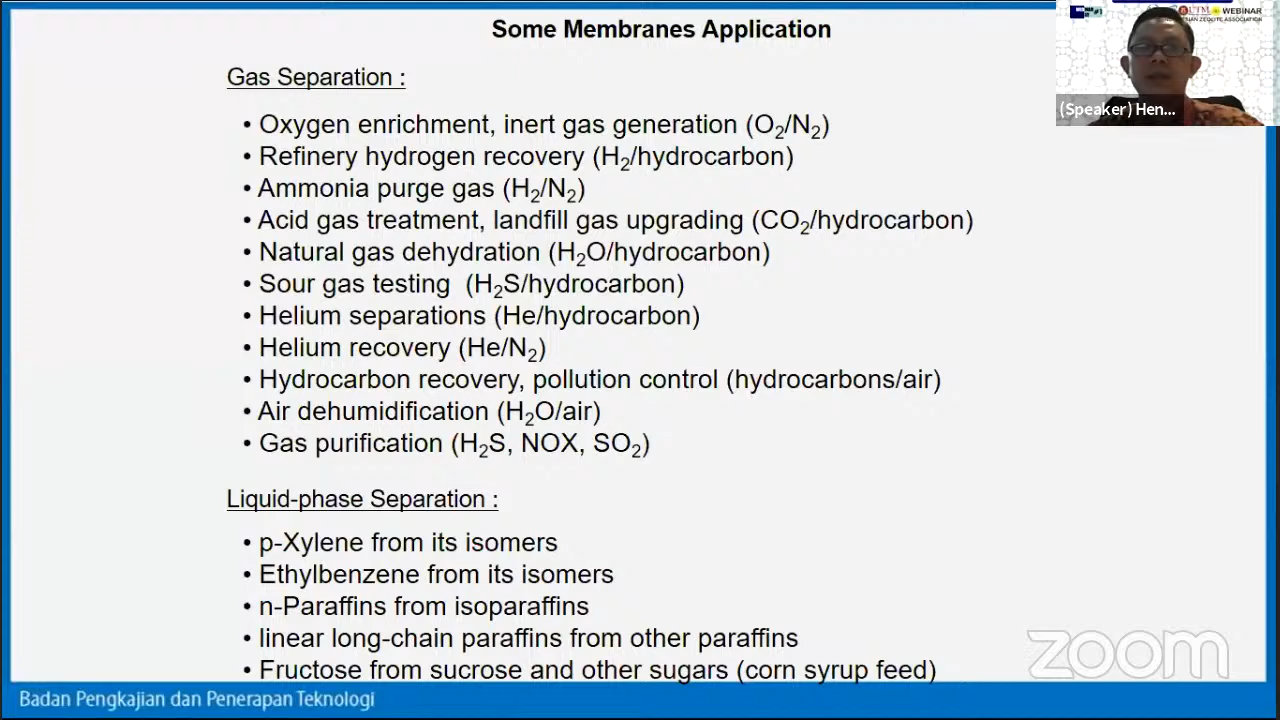 Some Membranes Application
Gas Separation :
• Oxygen enrichment, inert gas generation (O₂/N₂)
• Refinery hydrogen recovery (H₂/hydrocarbon)
• Ammonia purge gas (H₂/N₂)
• Acid gas treatment, landfill gas upgrading (CO₂/hydrocarbon)
• Natural gas dehydration (H₂O/hydrocarbon)
• Sour gas testing (H₂S/hydrocarbon)
• Helium separations (He/hydrocarbon)
• Helium recovery (He/N₂)
• Hydrocarbon recovery, pollution control (hydrocarbons/air)
• Air dehumidification (H₂O/air)
• Gas purification (H₂S, NOX, SO₂)
Liquid-phase Separation :
• p-Xylene from its isomers
• Ethylbenzene from its isomers
• n-Paraffins from isoparaffins
• linear long-chain paraffins from other paraffins
• Fructose from sucrose and other sugars (corn syrup feed)
Badan Pengkajian dan Penerapan Teknologi
UTM WEBINAR
ZEOLITE ASSOCIATION
(Speaker) Hen...
zoom